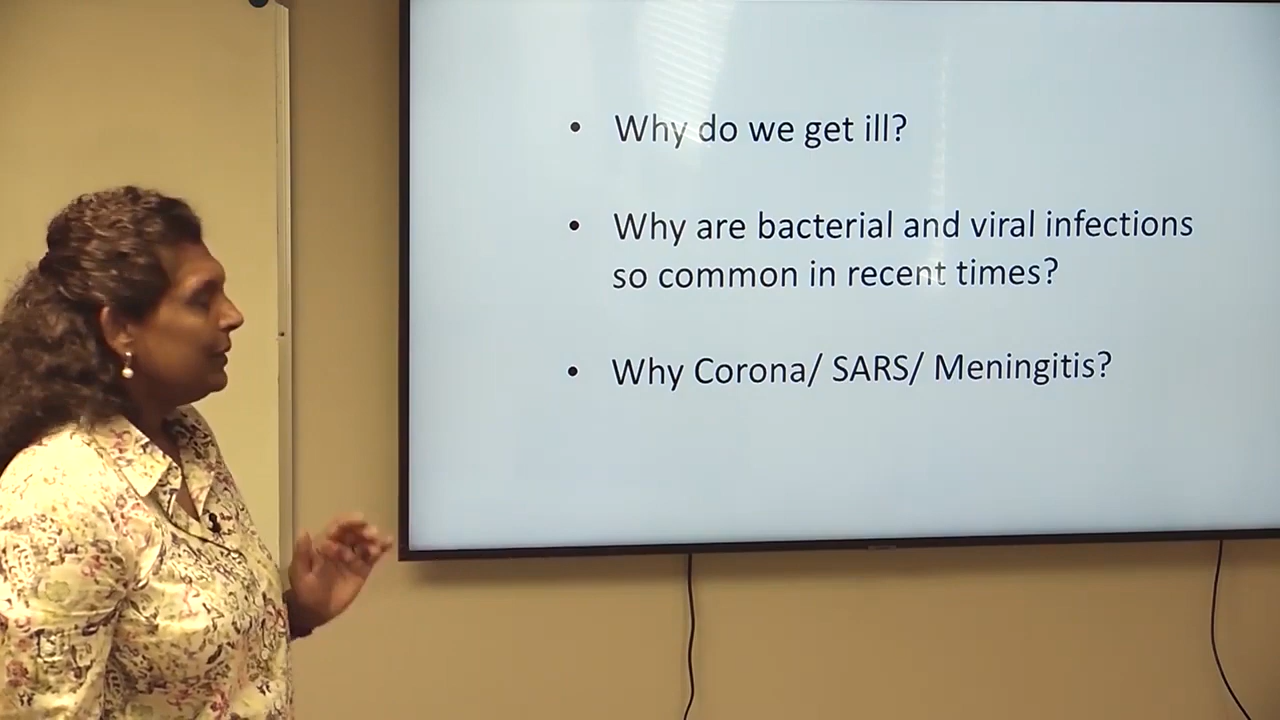 • Why do we get ill?
• Why are bacterial and viral infections
so common in recent times?
• Why Corona/ SARS/ Meningitis?